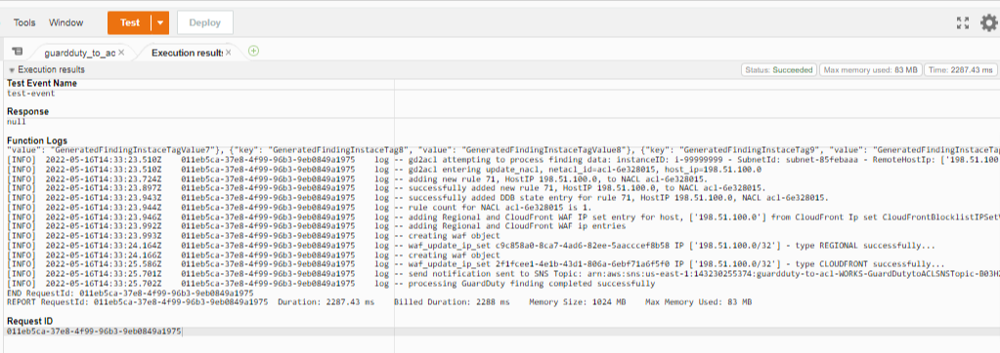 Tools Window Test Deploy
guardduty_to_ac × Execution results ×
Execution results Status: Succeeded Max memory used: 83 MB Time: 2287.43 ms
Test Event Name
test-event
Response
null
Function Logs
"value": "GeneratedFindingInstaceTagValue7"}, {"key": "GeneratedFindingInstaceTag8", "value": "GeneratedFindingInstaceTagValue8"}, {"key": "GeneratedFindingInstaceTag9", "value": "GeneratedFindingInstaceTagValue
[INFO] 2022-05-16T14:33:23.510Z 011eb5ca-37e8-4f99-96b3-9eb0849a1975 log -- gd2acl attempting to process finding data: instanceID: i-99999999 - SubnetId: subnet-85febaaa - RemoteHostIp: ['198.51.100
[INFO] 2022-05-16T14:33:23.510Z 011eb5ca-37e8-4f99-96b3-9eb0849a1975 log -- gd2acl entering update_nacl, netacl_id=acl-6e328015, host_ip=198.51.100.0
[INFO] 2022-05-16T14:33:23.724Z 011eb5ca-37e8-4f99-96b3-9eb0849a1975 log -- adding new rule 71, HostIP 198.51.100.0, to NACL acl-6e328015.
[INFO] 2022-05-16T14:33:23.897Z 011eb5ca-37e8-4f99-96b3-9eb0849a1975 log -- successfully added new rule 71, HostIP 198.51.100.0, to NACL acl-6e328015.
[INFO] 2022-05-16T14:33:23.943Z 011eb5ca-37e8-4f99-96b3-9eb0849a1975 log -- successfully added DDB state entry for rule 71, HostIP 198.51.100.0, NACL acl-6e328015.
[INFO] 2022-05-16T14:33:23.944Z 011eb5ca-37e8-4f99-96b3-9eb0849a1975 log -- rule count for NACL acl-6e328015 is 1.
[INFO] 2022-05-16T14:33:23.946Z 011eb5ca-37e8-4f99-96b3-9eb0849a1975 log -- adding Regional and CloudFront WAF IP set entry for host, ['198.51.100.0'] from CloudFront Ip set CloudFrontBlocklistIPSet
[INFO] 2022-05-16T14:33:23.992Z 011eb5ca-37e8-4f99-96b3-9eb0849a1975 log -- adding Regional and CloudFront WAF ip entries
[INFO] 2022-05-16T14:33:23.993Z 011eb5ca-37e8-4f99-96b3-9eb0849a1975 log -- creating waf object
[INFO] 2022-05-16T14:33:24.164Z 011eb5ca-37e8-4f99-96b3-9eb0849a1975 log -- waf_update_ip_set c9c858a0-8ca7-4ad6-82ee-5aacccef8b58 IP ['198.51.100.0/32'] - type REGIONAL successfully...
[INFO] 2022-05-16T14:33:24.166Z 011eb5ca-37e8-4f99-96b3-9eb0849a1975 log -- creating waf object
[INFO] 2022-05-16T14:33:25.586Z 011eb5ca-37e8-4f99-96b3-9eb0849a1975 log -- waf_update_ip_set 2f1fcee1-4e1b-43d1-806a-6ebf71a6f5f0 IP ['198.51.100.0/32'] - type CLOUDFRONT successfully...
[INFO] 2022-05-16T14:33:25.701Z 011eb5ca-37e8-4f99-96b3-9eb0849a1975 log -- send notification sent to SNS Topic: arn:aws:sns:us-east-1:143230255374:guardduty-to-acl-WORKS-GuardDutytoACLSNSTopic-B03H
[INFO] 2022-05-16T14:33:25.702Z 011eb5ca-37e8-4f99-96b3-9eb0849a1975 log -- processing GuardDuty finding completed successfully
END RequestId: 011eb5ca-37e8-4f99-96b3-9eb0849a1975
REPORT RequestId: 011eb5ca-37e8-4f99-96b3-9eb0849a1975 Duration: 2287.43 ms Billed Duration: 2288 ms Memory Size: 1024 MB Max Memory Used: 83 MB
Request ID
011eb5ca-37e8-4f99-96b3-9eb0849a1975